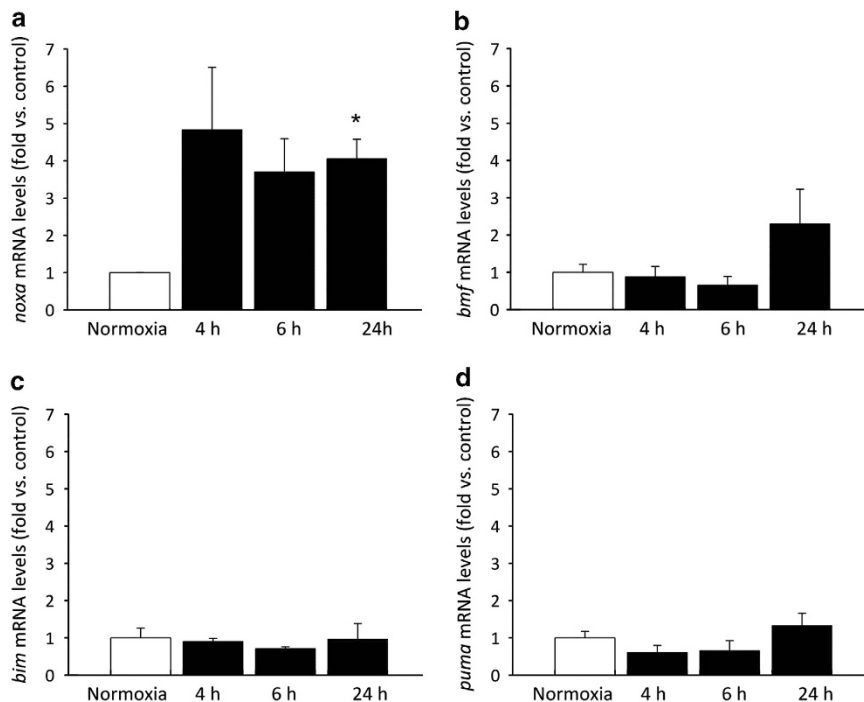 a
noxa mRNA levels (fold vs. control)
7
6
5
4
3
2
1
0
*
Normoxia 4 h 6 h 24h
b
bmf mRNA levels (fold vs. control)
7
6
5
4
3
2
1
0
Normoxia 4 h 6 h 24h
c
bim mRNA levels (fold vs. control)
7
6
5
4
3
2
1
0
Normoxia 4 h 6 h 24 h
d
puma mRNA levels (fold vs. control)
7
6
5
4
3
2
1
0
Normoxia 4 h 6 h 24 h